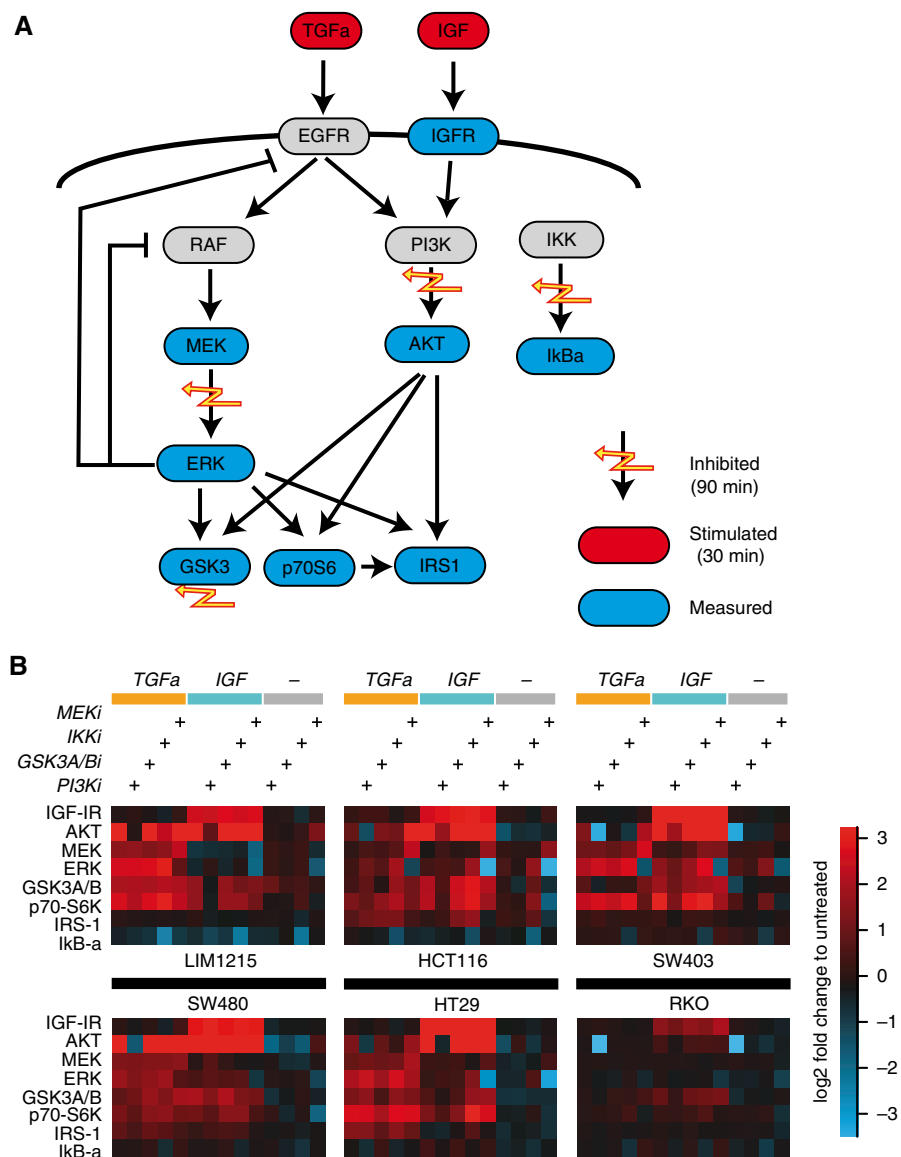 A
TGFa
IGF
EGFR
IGFR
RAF
PI3K
IKK
MEK
AKT
IkBa
ERK
Inhibited
(90 min)
GSK3
p70S6
IRS1
Stimulated
(30 min)
Measured
B
TGFa IGF – TGFa IGF – TGFa IGF –
MEKi + + + + + + + + +
IKKi + + + + + + + + +
GSK3A/Bi + + + + + + + + +
PI3Ki + + + + + + +
IGF-IR
AKT
MEK
ERK
GSK3A/B
p70-S6K
IRS-1
IkB-a
LIM1215 HCT116 SW403
SW480 HT29 RKO
IGF-IR
AKT
MEK
ERK
GSK3A/B
p70-S6K
IRS-1
IkB-a
3
2
1
0
−1
−2
−3
log2 fold change to untreated